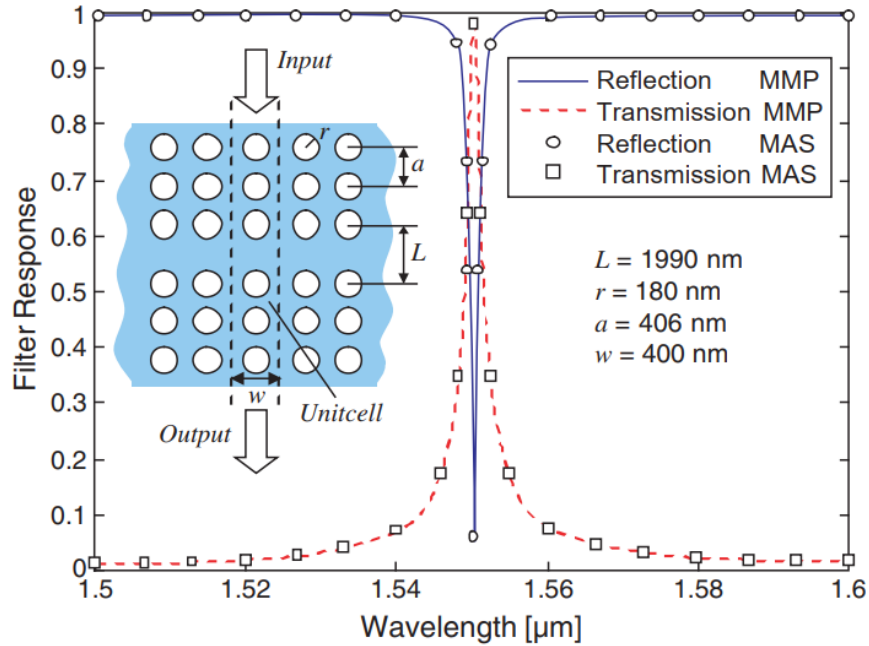 1
0.9
0.8
0.7
0.6
0.5
0.4
0.3
0.2
0.1
0
Filter Response
1.5
1.52
1.54
1.56
1.58
1.6
Wavelength [µm]
Input
r
a
L
w
Unitcell
Output
Reflection MMP
Transmission MMP
Reflection MAS
Transmission MAS
L = 1990 nm
r = 180 nm
a = 406 nm
w = 400 nm